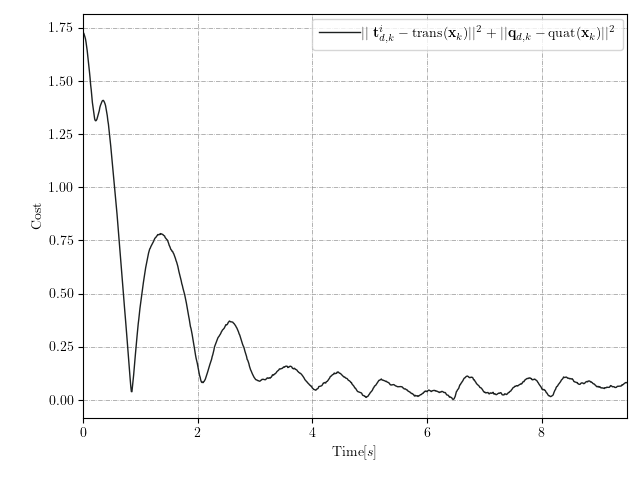 || t^i_{d,k} − trans(x_k)||^2 + ||q_{d,k} − quat(x_k)||^2
1.75
1.50
1.25
1.00
0.75
0.50
0.25
0.00
Cost
0 2 4 6 8
Time[s]